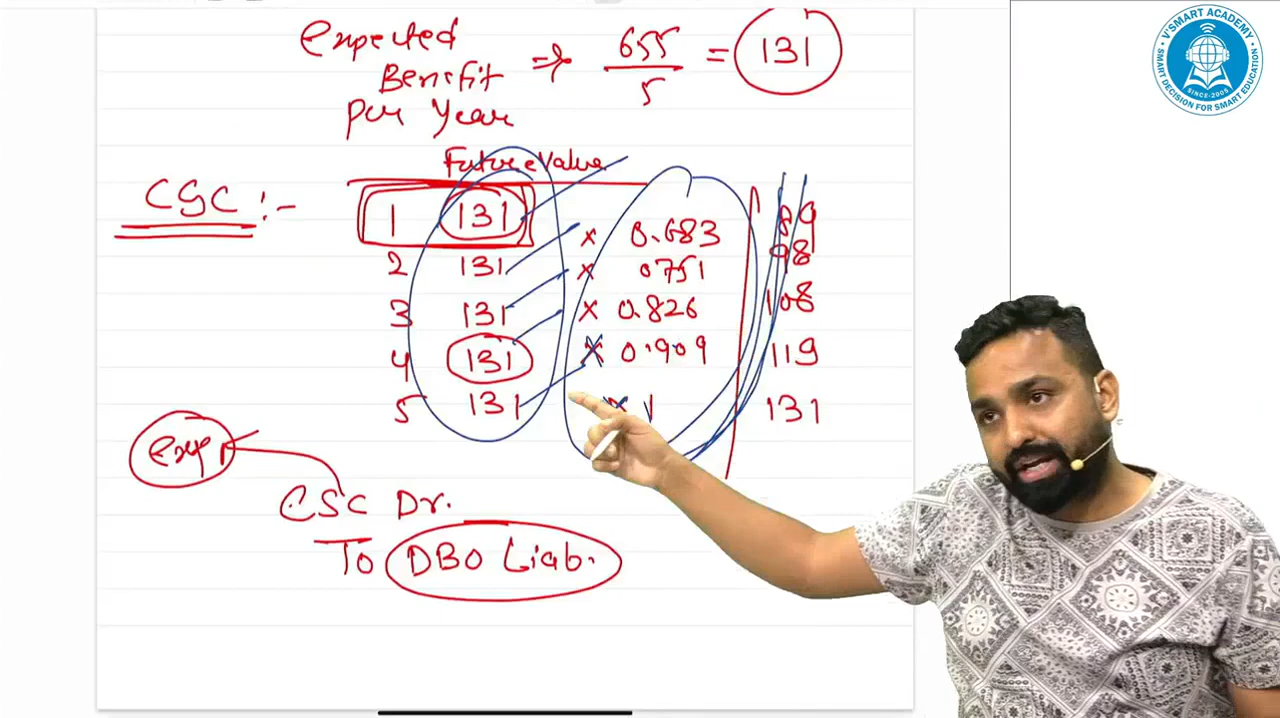 Expected
Benefit ⇒ 655/5 = 131
Per Year
Future Value
CSC :-
1 131 × 0.683 89
2 131 × 0751 98
3 131 × 0.826 108
4 131 × 0.909 119
5 131 × 1 131
Exp
CSC Dr.
To DBO Liab.
V'SMART ACADEMY
SINCE-2005
SMART DECISION FOR SMART EDUCATION